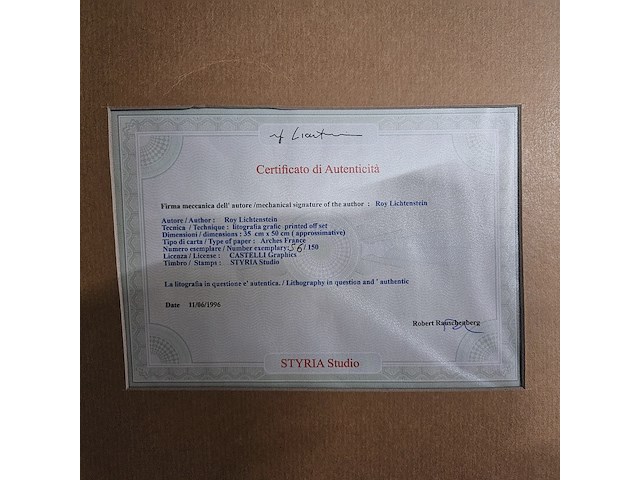 Certificato di Autenticità
Firma meccanica dell' autore /mechanical signature of the author : Roy Lichtenstein
Autore / Author : Roy Lichtenstein
Tecnica / Technique : litografia grafic printed off set
Dimensioni / dimensions : 35 cm x 50 cm ( approssimative)
Tipo di carta / Type of paper : Arches France
Numero esemplare / Number exemplary: 56/ 150
Licenza / License : CASTELLI Graphics
Timbro / Stamps : STYRIA Studio
La litografia in questione e' autentica. / Lithography in question and ' authentic
Date 11/06/1996
Robert Rauschenberg
STYRIA Studio